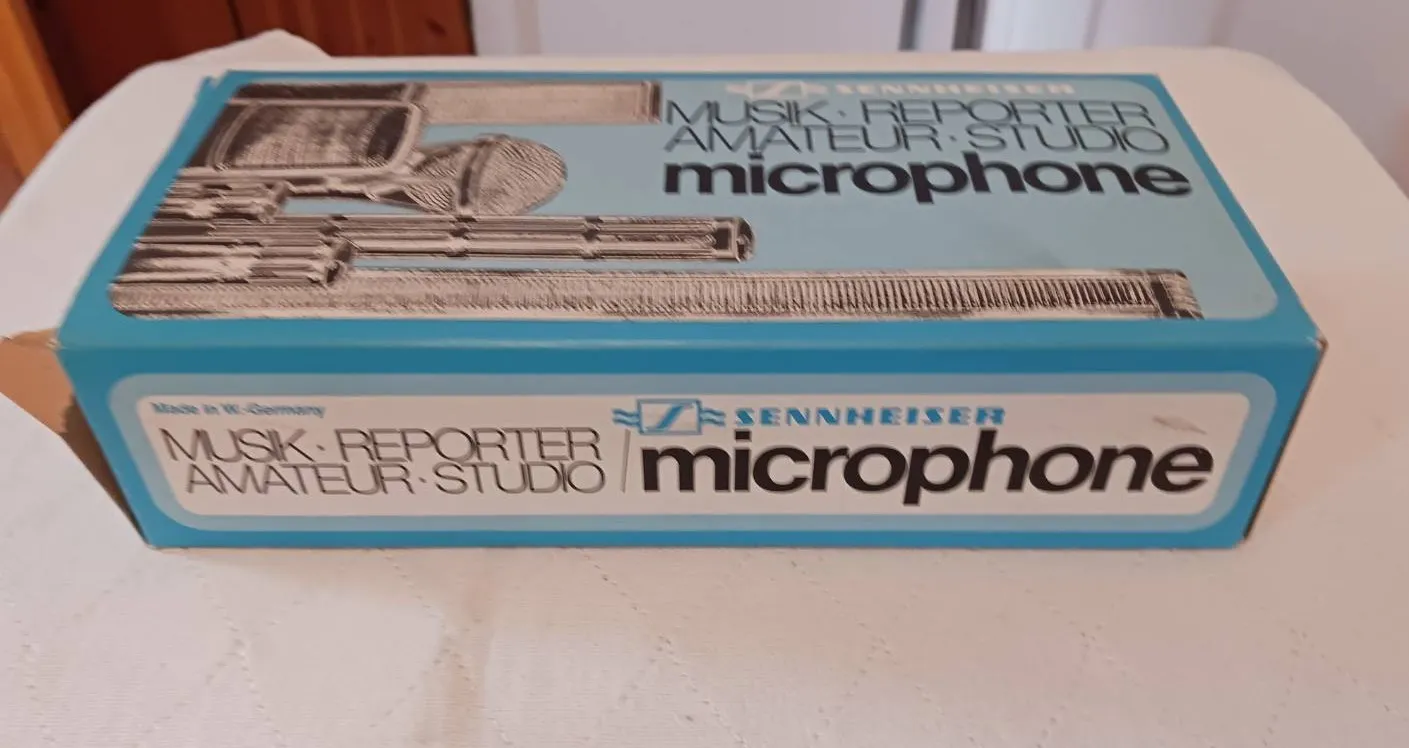 SENNHEISER
MUSIK · REPORTER
AMATEUR · STUDIO
microphone
Made in W.-Germany
MUSIK · REPORTER
AMATEUR · STUDIO
SENNHEISER
microphone